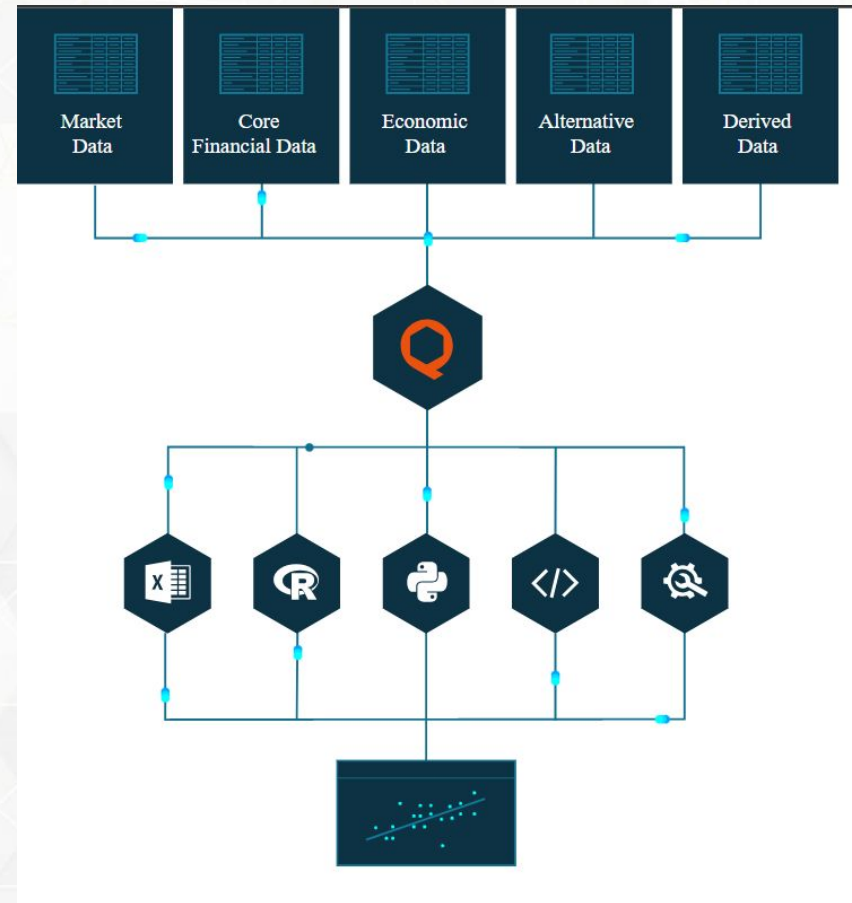 Market
Data
Core
Financial Data
Economic
Data
Alternative
Data
Derived
Data
Q
X
R
</>